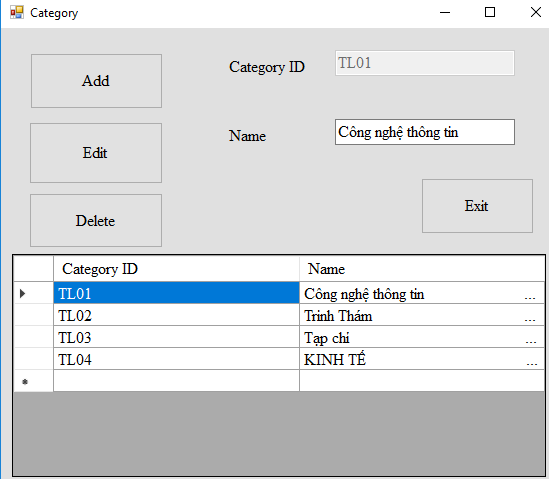 Category
Add
Category ID TL01
Edit
Name Công nghệ thông tin
Delete
Exit
Category ID Name
TL01 Công nghệ thông tin ...
TL02 Trinh Thám ...
TL03 Tạp chí ...
TL04 KINH TẾ ...